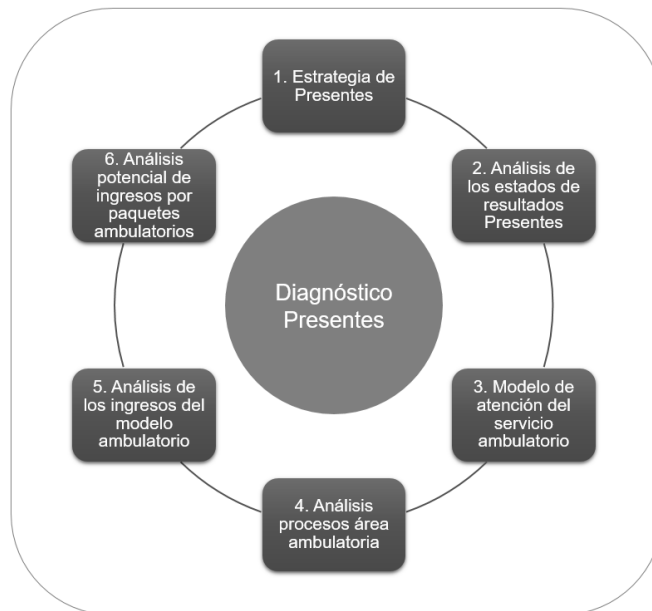 1. Estrategia de
Presentes
2. Análisis de
los estados de
resultados
Presentes
3. Modelo de
atención del
servicio
ambulatorio
4. Análisis
procesos área
ambulatoria
5. Análisis de
los ingresos del
modelo
ambulatorio
6. Análisis
potencial de
ingresos por
paquetes
ambulatorios
Diagnóstico
Presentes